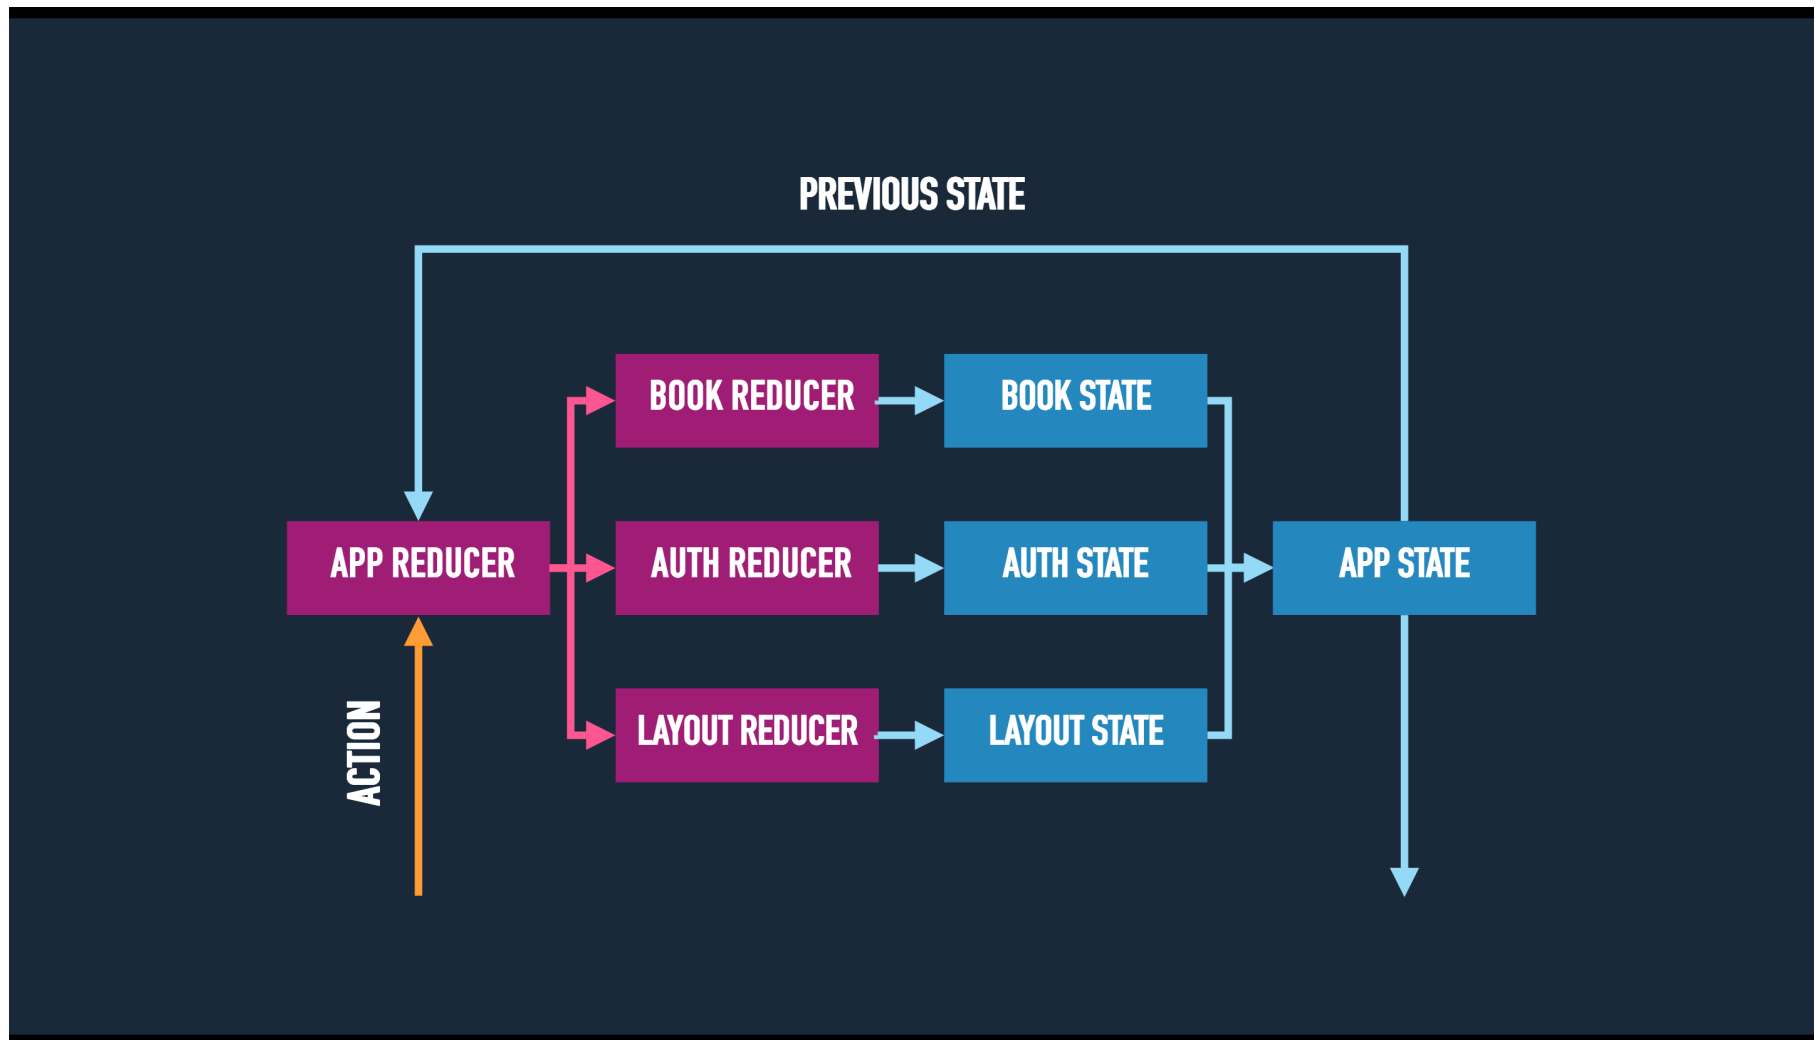 PREVIOUS STATE
BOOK REDUCER
BOOK STATE
APP REDUCER
AUTH REDUCER
AUTH STATE
APP STATE
LAYOUT REDUCER
LAYOUT STATE
ACTION